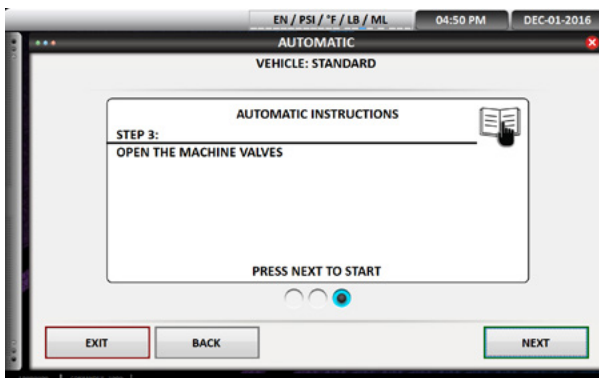 EN / PSI / °F / LB / ML 04:50 PM DEC-01-2016
AUTOMATIC
VEHICLE: STANDARD
AUTOMATIC INSTRUCTIONS
STEP 3:
OPEN THE MACHINE VALVES
PRESS NEXT TO START
EXIT BACK NEXT